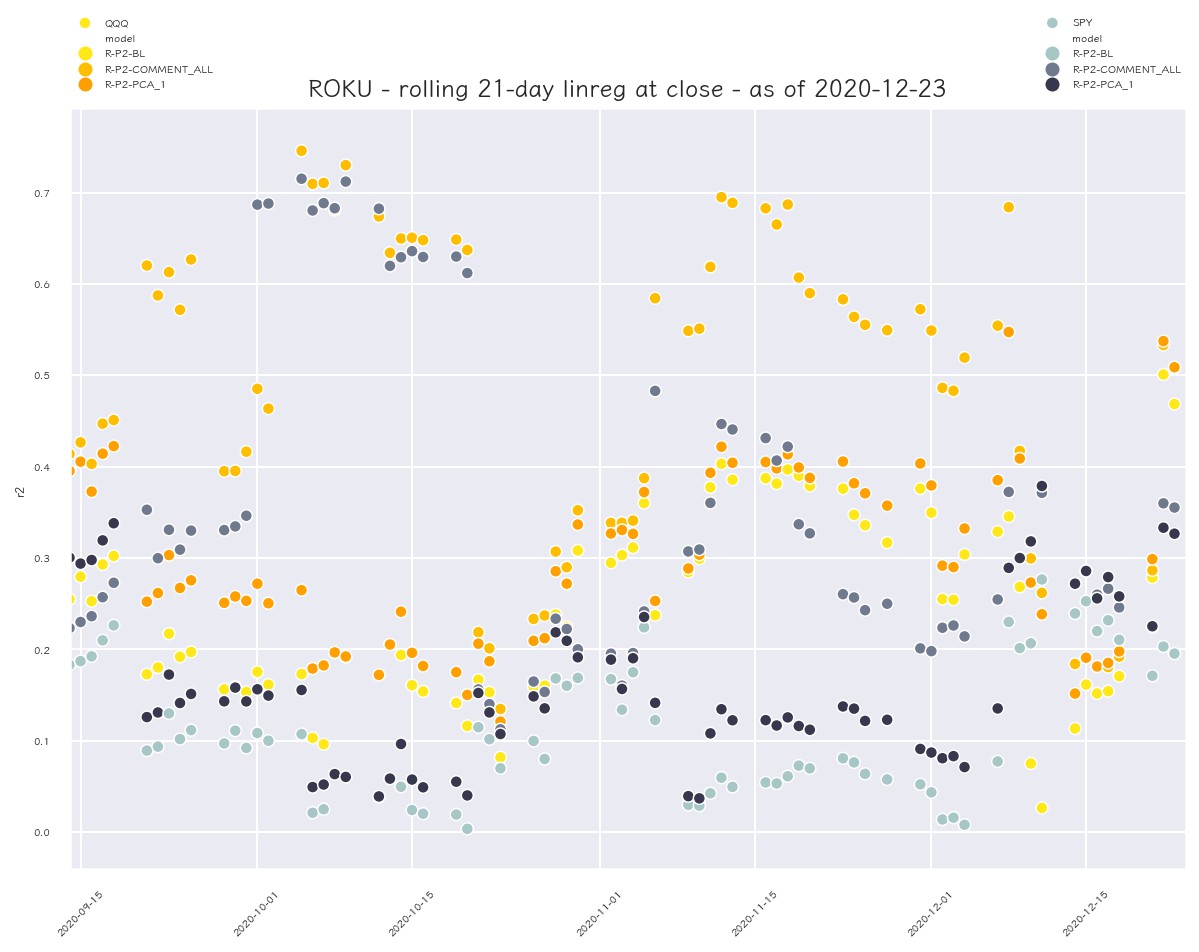 QQQ
model
R-P2-BL
R-P2-COMMENT_ALL
R-P2-PCA_1
SPY
model
R-P2-BL
R-P2-COMMENT_ALL
R-P2-PCA_1
ROKU - rolling 21-day linreg at close - as of 2020-12-23
0.7
0.6
0.5
0.4
0.3
0.2
0.1
0.0
r2
2020-09-15
2020-10-01
2020-10-15
2020-11-01
2020-11-15
2020-12-01
2020-12-15